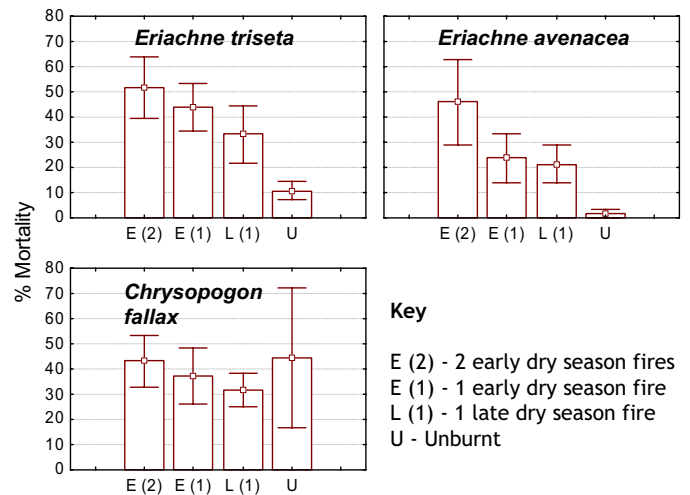 80
70
60
50
40
30
20
10
0
Eriachne triseta
E (2) E (1) L (1) U
Eriachne avenacea
E (2) E (1) L (1) U
% Mortality
80
70
60
50
40
30
20
10
0
Chrysopogon
fallax
E (2) E (1) L (1) U
Key
E (2) - 2 early dry season fires
E (1) - 1 early dry season fire
L (1) - 1 late dry season fire
U - Unburnt